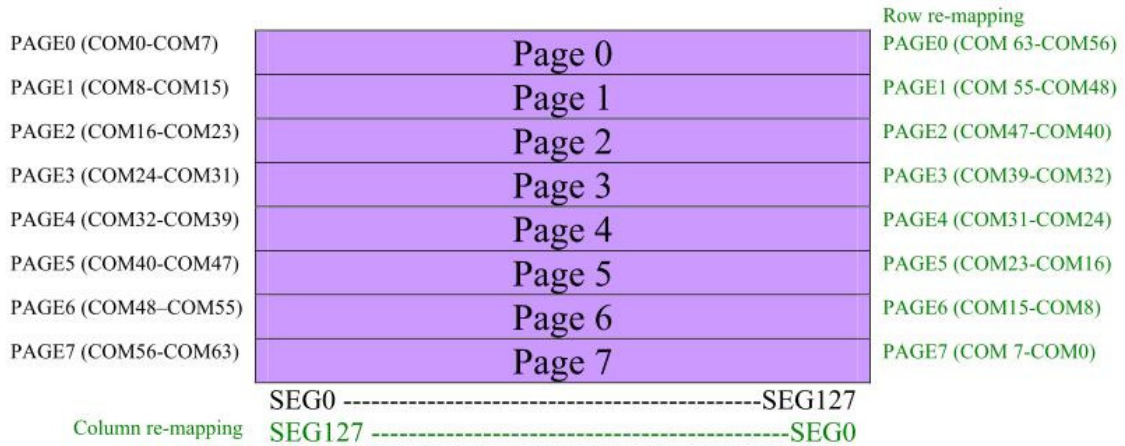 Row re-mapping
PAGE0 (COM0-COM7) Page 0 PAGE0 (COM 63-COM56)
PAGE1 (COM8-COM15) Page 1 PAGE1 (COM 55-COM48)
PAGE2 (COM16-COM23) Page 2 PAGE2 (COM47-COM40)
PAGE3 (COM24-COM31) Page 3 PAGE3 (COM39-COM32)
PAGE4 (COM32-COM39) Page 4 PAGE4 (COM31-COM24)
PAGE5 (COM40-COM47) Page 5 PAGE5 (COM23-COM16)
PAGE6 (COM48–COM55) Page 6 PAGE6 (COM15-COM8)
PAGE7 (COM56-COM63) Page 7 PAGE7 (COM 7-COM0)
SEG0 ---------------------------------------------SEG127
Column re-mapping SEG127 ---------------------------------------------SEG0